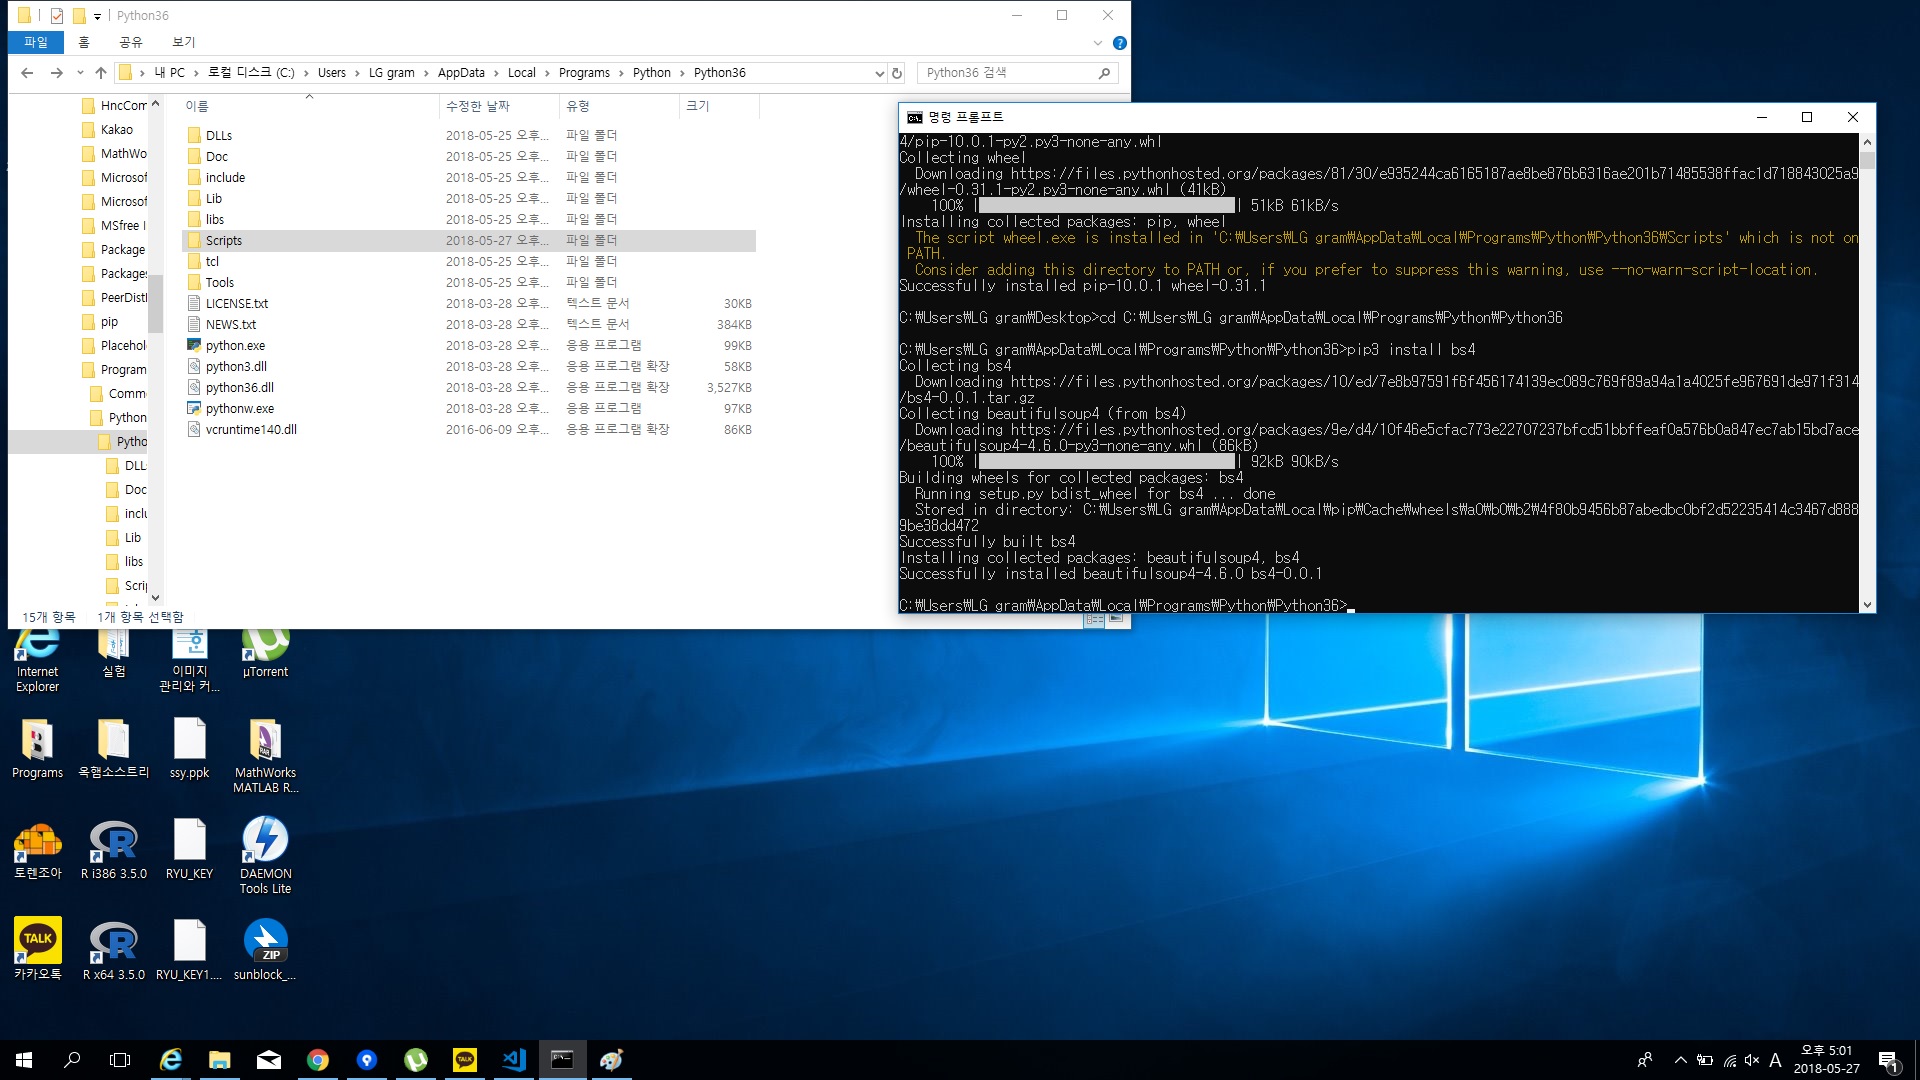 Python36
파일 홈 공유 보기
내 PC > 로컬 디스크 (C:) > Users > LG gram > AppData > Local > Programs > Python > Python36
Python36 검색
HncCom
Kakao
MathWo
Microsof
Microsof
MSfree I
Package
Packages
PeerDistl
pip
Placehol
Program
Comm
Python
Pytho
DLL
Doc
inclu
Lib
libs
Scrip
이름 수정한 날짜 유형 크기
DLLs 2018-05-25 오후... 파일 폴더
Doc 2018-05-25 오후... 파일 폴더
include 2018-05-25 오후... 파일 폴더
Lib 2018-05-25 오후... 파일 폴더
libs 2018-05-25 오후... 파일 폴더
Scripts 2018-05-27 오후... 파일 폴더
tcl 2018-05-25 오후... 파일 폴더
Tools 2018-05-25 오후... 파일 폴더
LICENSE.txt 2018-03-28 오후... 텍스트 문서 30KB
NEWS.txt 2018-03-28 오후... 텍스트 문서 384KB
python.exe 2018-03-28 오후... 응용 프로그램 99KB
python3.dll 2018-03-28 오후... 응용 프로그램 확장 58KB
python36.dll 2018-03-28 오후... 응용 프로그램 확장 3,527KB
pythonw.exe 2018-03-28 오후... 응용 프로그램 97KB
vcruntime140.dll 2016-06-09 오후... 응용 프로그램 확장 86KB
15개 항목 1개 항목 선택함
명령 프롬프트
4/pip-10.0.1-py2.py3-none-any.whl
Collecting wheel
Downloading https://files.pythonhosted.org/packages/81/30/e935244ca6165187ae8be876b6316ae201b71485538ffac1d718843025a9
/wheel-0.31.1-py2.py3-none-any.whl (41kB)
100% | | 51kB 61kB/s
Installing collected packages: pip, wheel
The script wheel.exe is installed in 'C:₩Users₩LG gram₩AppData₩Local₩Programs₩Python₩Python36₩Scripts' which is not on
PATH.
Consider adding this directory to PATH or, if you prefer to suppress this warning, use --no-warn-script-location.
Successfully installed pip-10.0.1 wheel-0.31.1
C:₩Users₩LG gram₩Desktop>cd C:₩Users₩LG gram₩AppData₩Local₩Programs₩Python₩Python36
C:₩Users₩LG gram₩AppData₩Local₩Programs₩Python₩Python36>pip3 install bs4
Collecting bs4
Downloading https://files.pythonhosted.org/packages/10/ed/7e8b97591f6f456174139ec089c769f89a94a1a4025fe967691de971f314
/bs4-0.0.1.tar.gz
Collecting beautifulsoup4 (from bs4)
Downloading https://files.pythonhosted.org/packages/9e/d4/10f46e5cfac773e22707237bfcd51bbffeaf0a576b0a847ec7ab15bd7ace
/beautifulsoup4-4.6.0-py3-none-any.whl (86kB)
100% | | 92kB 90kB/s
Building wheels for collected packages: bs4
Running setup.py bdist_wheel for bs4 ... done
Stored in directory: C:₩Users₩LG gram₩AppData₩Local₩pip₩Cache₩wheels₩a0₩b0₩b2₩4f80b9456b87abedbc0bf2d52235414c3467d888
9be38dd472
Successfully built bs4
Installing collected packages: beautifulsoup4, bs4
Successfully installed beautifulsoup4-4.6.0 bs4-0.0.1
C:₩Users₩LG gram₩AppData₩Local₩Programs₩Python₩Python36>
Internet
Explorer
실험
이미지
관리와 커...
µTorrent
Programs
옥햄소스트리
ssy.ppk
RAR
MathWorks
MATLAB R...
토렌조아
R i386 3.5.0
RYU_KEY
DAEMON
Tools Lite
TALK
카카오톡
R x64 3.5.0
RYU_KEY1....
ZIP
sunblock_...
TALK
A
오후 5:01
2018-05-27
1